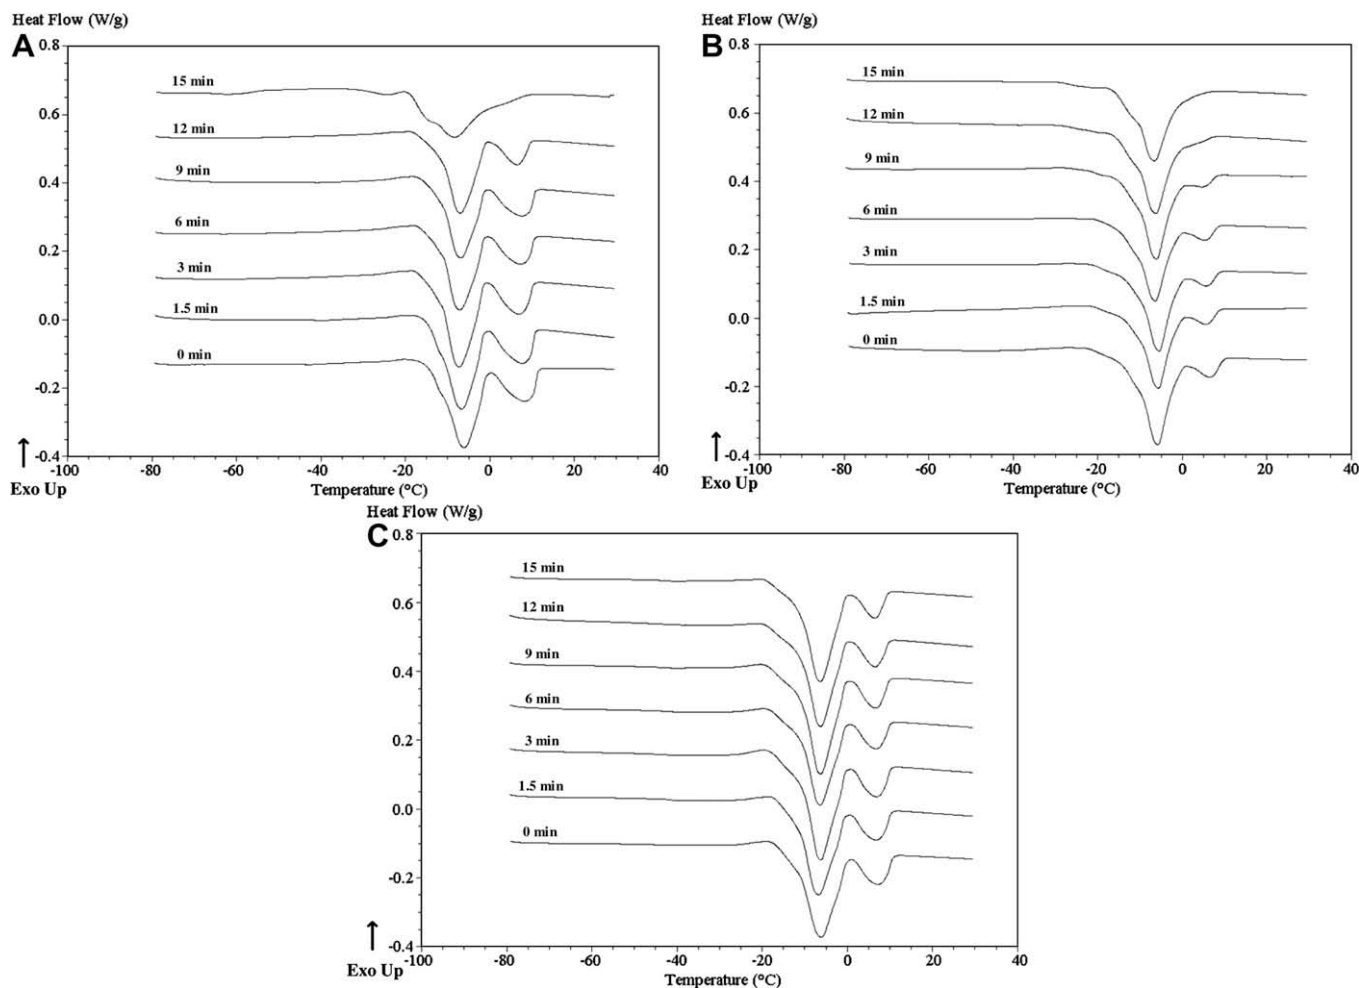 Heat Flow (W/g)
A
0.8
0.6
0.4
0.2
0.0
-0.2
-0.4
15 min
12 min
9 min
6 min
3 min
1.5 min
0 min
-100 -80 -60 -40 -20 0 20 40
Temperature (°C)
Exo Up
Heat Flow (W/g)
B
0.8
0.6
0.4
0.2
0.0
-0.2
-0.4
15 min
12 min
9 min
6 min
3 min
1.5 min
0 min
-100 -80 -60 -40 -20 0 20 40
Temperature (°C)
Exo Up
Heat Flow (W/g)
C
0.8
0.6
0.4
0.2
0.0
-0.2
-0.4
15 min
12 min
9 min
6 min
3 min
1.5 min
0 min
-100 -80 -60 -40 -20 0 20 40
Temperature (°C)
Exo Up